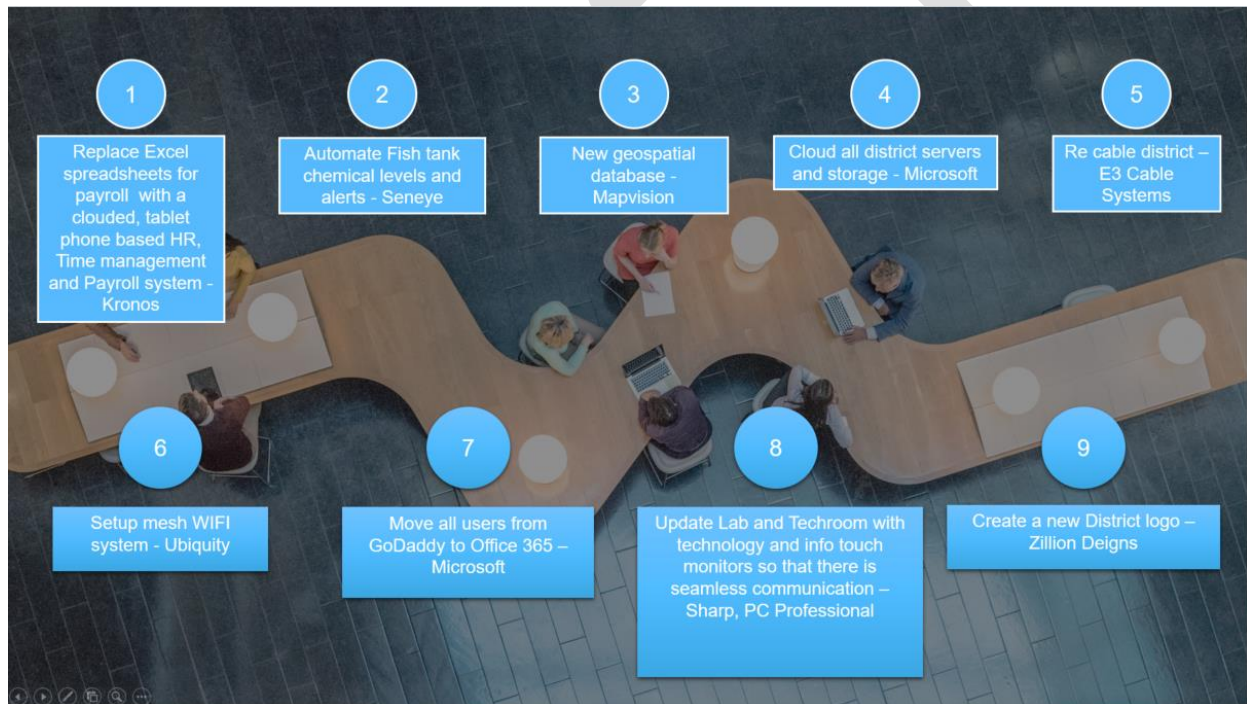 1
Replace Excel
spreadsheets for
payroll with a
clouded, tablet
phone based HR,
Time management
and Payroll system -
Kronos
2
Automate Fish tank
chemical levels and
alerts - Seneye
3
New geospatial
database -
Mapvision
4
Cloud all district servers
and storage - Microsoft
5
Re cable district –
E3 Cable
Systems
6
Setup mesh WIFI
system - Ubiquity
7
Move all users from
GoDaddy to Office 365 –
Microsoft
8
Update Lab and Techroom with
technology and info touch
monitors so that there is
seamless communication –
Sharp, PC Professional
9
Create a new District logo –
Zillion Deigns